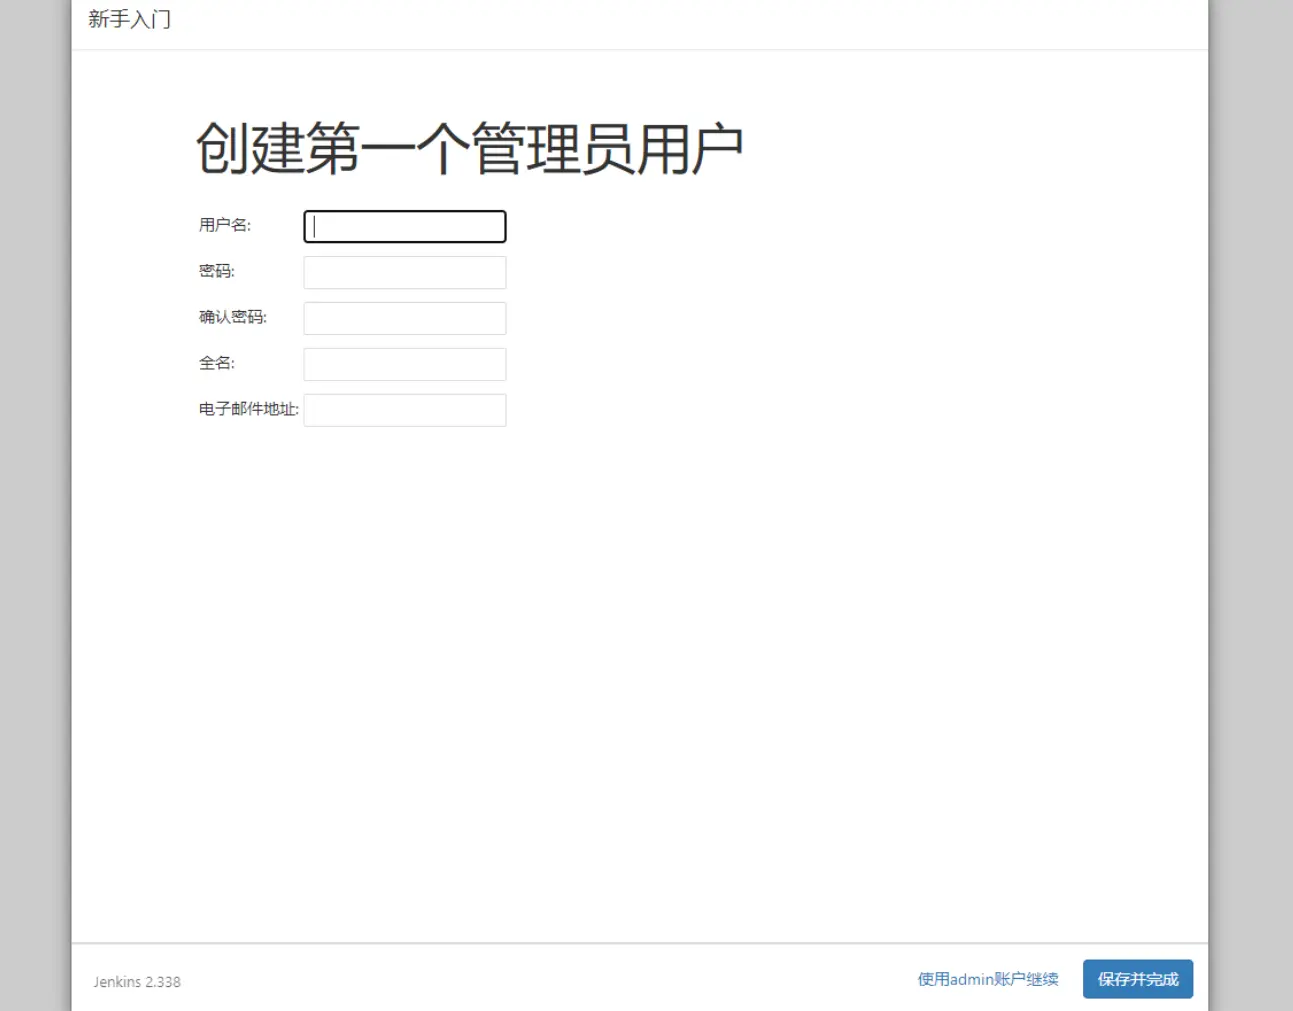 新手入门
创建第一个管理员用户
用户名:
密码:
确认密码:
全名:
电子邮件地址:
Jenkins 2.338
使用admin账户继续
保存并完成